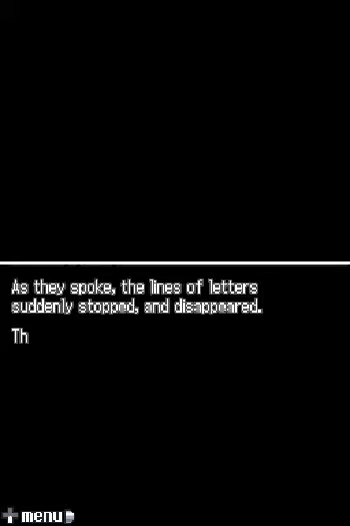 As they spoke, the lines of letters
suddenly stopped, and disappeared.
Th
menu